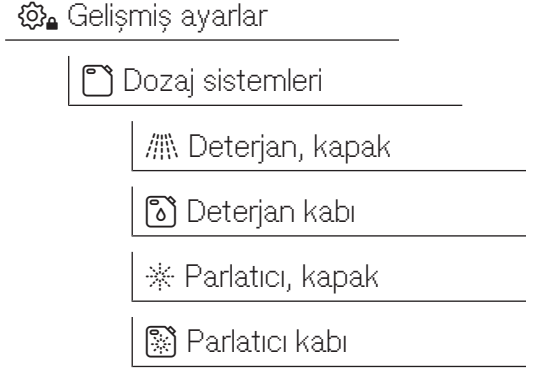 Gelişmiş ayarlar
Dozaj sistemleri
Deterjan, kapak
Deterjan kabı
Parlatıcı, kapak
Parlatıcı kabı